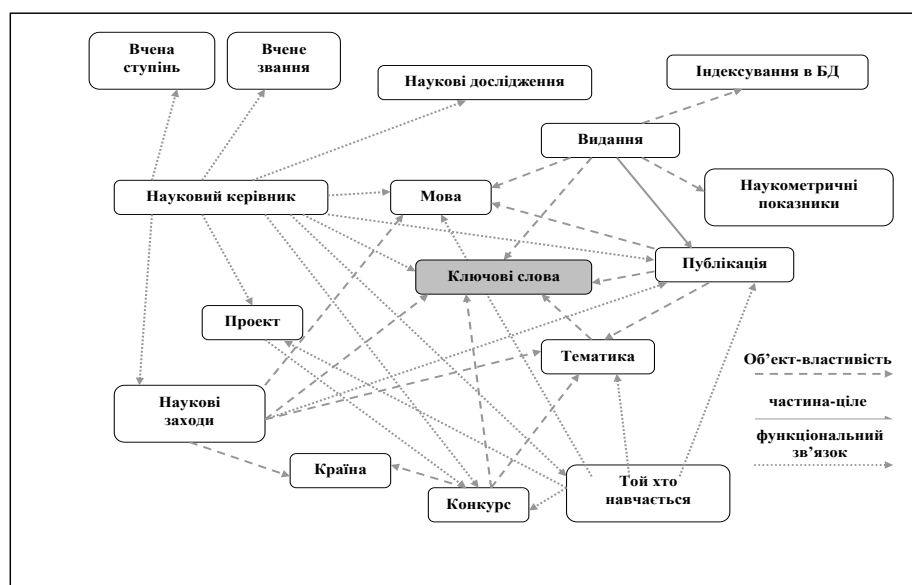 Вчена
ступінь
Вчене
звання
Наукові дослідження
Індексування в БД
Видання
Науковий керівник
Мова
Наукометричні
показники
Ключові слова
Публікація
Проект
Тематика
Об’єкт-властивість
Наукові
заходи
частина-ціле
функціональний
зв’язок
Країна
Конкурс
Той хто
навчається